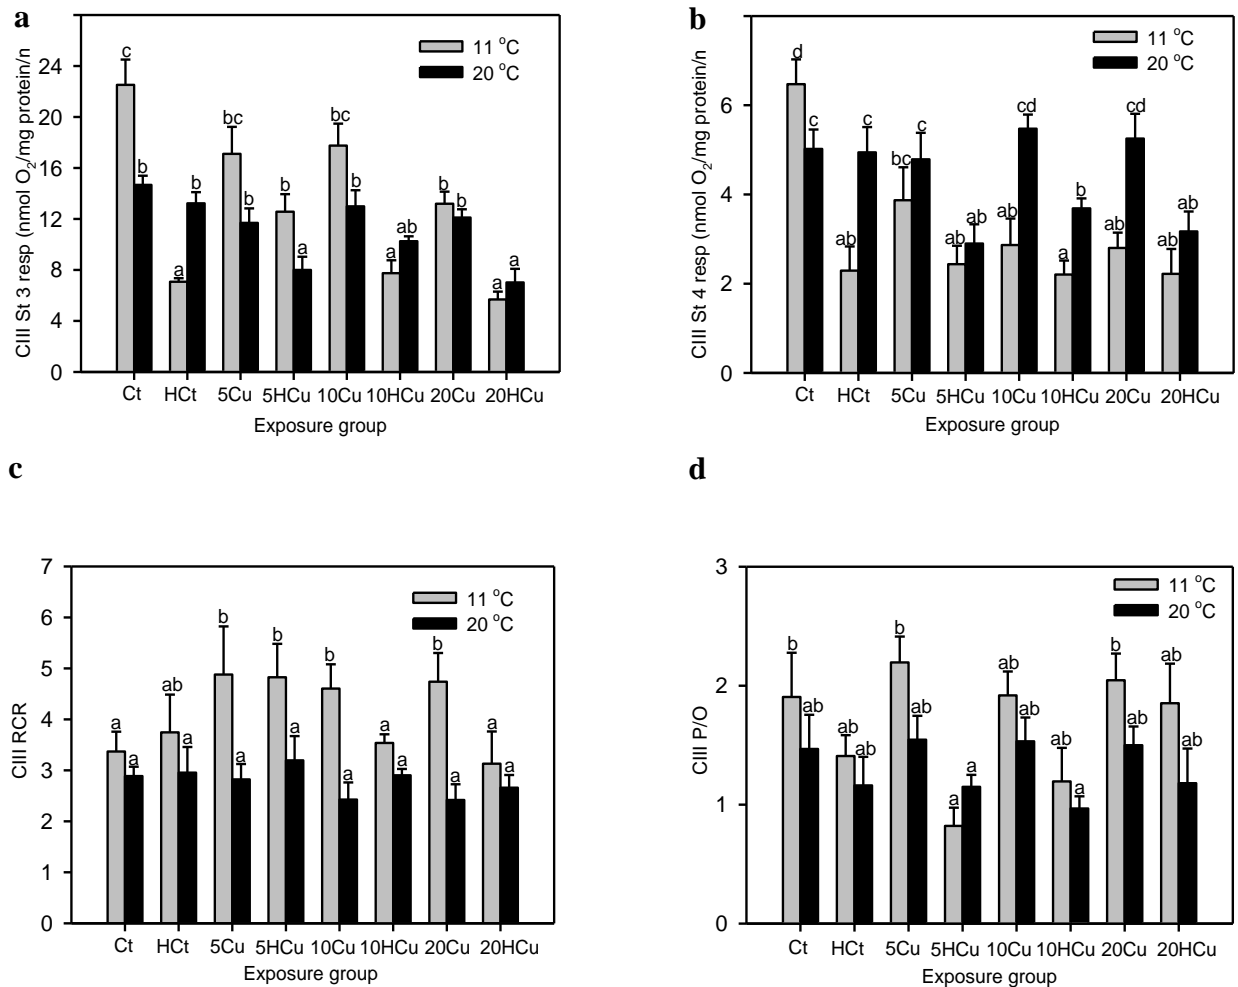 a
CIII St 3 resp (nmol O2/mg protein/n
24
20
16
12
8
4
0
11 °C
20 °C
c
b
a
b
bc
b
b
a
bc
b
a
ab
b
b
a
a
Ct HCt 5Cu 5HCu 10Cu 10HCu 20Cu 20HCu
Exposure group
b
CIII St 4 resp (nmol O2/mg protein/n
6
4
2
0
11 °C
20 °C
d
c
ab
c
bc
c
ab
ab
ab
cd
a
b
ab
cd
ab
ab
Ct HCt 5Cu 5HCu 10Cu 10HCu 20Cu 20HCu
Exposure group
c
CIII RCR
7
6
5
4
3
2
1
0
11 °C
20 °C
a
a
ab
a
b
a
b
a
b
a
a
a
b
a
a
a
Ct HCt 5Cu 5HCu 10Cu 10HCu 20Cu 20HCu
Exposure group
d
CIII P/O
3
2
1
0
11 °C
20 °C
b
ab
ab
ab
b
ab
a
a
ab
ab
ab
a
b
ab
ab
ab
Ct HCt 5Cu 5HCu 10Cu 10HCu 20Cu 20HCu
Exposure group